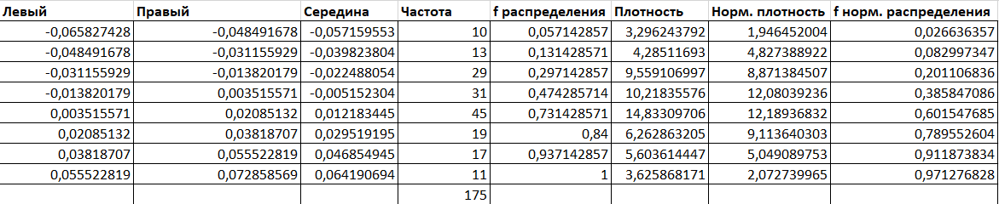 Левый Правый Середина Частота f распределения Плотность Норм. плотность f норм. распределения
-0,065827428 -0,048491678 -0,057159553 10 0,057142857 3,296243792 1,946452004 0,026636357
-0,048491678 -0,031155929 -0,039823804 13 0,131428571 4,28511693 4,827388922 0,082997347
-0,031155929 -0,013820179 -0,022488054 29 0,297142857 9,559106997 8,871384507 0,201106836
-0,013820179 0,003515571 -0,005152304 31 0,474285714 10,21835576 12,08039236 0,385847086
0,003515571 0,02085132 0,012183445 45 0,731428571 14,83309706 12,18936832 0,601547685
0,02085132 0,03818707 0,029519195 19 0,84 6,262863205 9,113640303 0,789552604
0,03818707 0,055522819 0,046854945 17 0,937142857 5,603614447 5,049089753 0,911873834
0,055522819 0,072858569 0,064190694 11 1 3,625868171 2,072739965 0,971276828
175